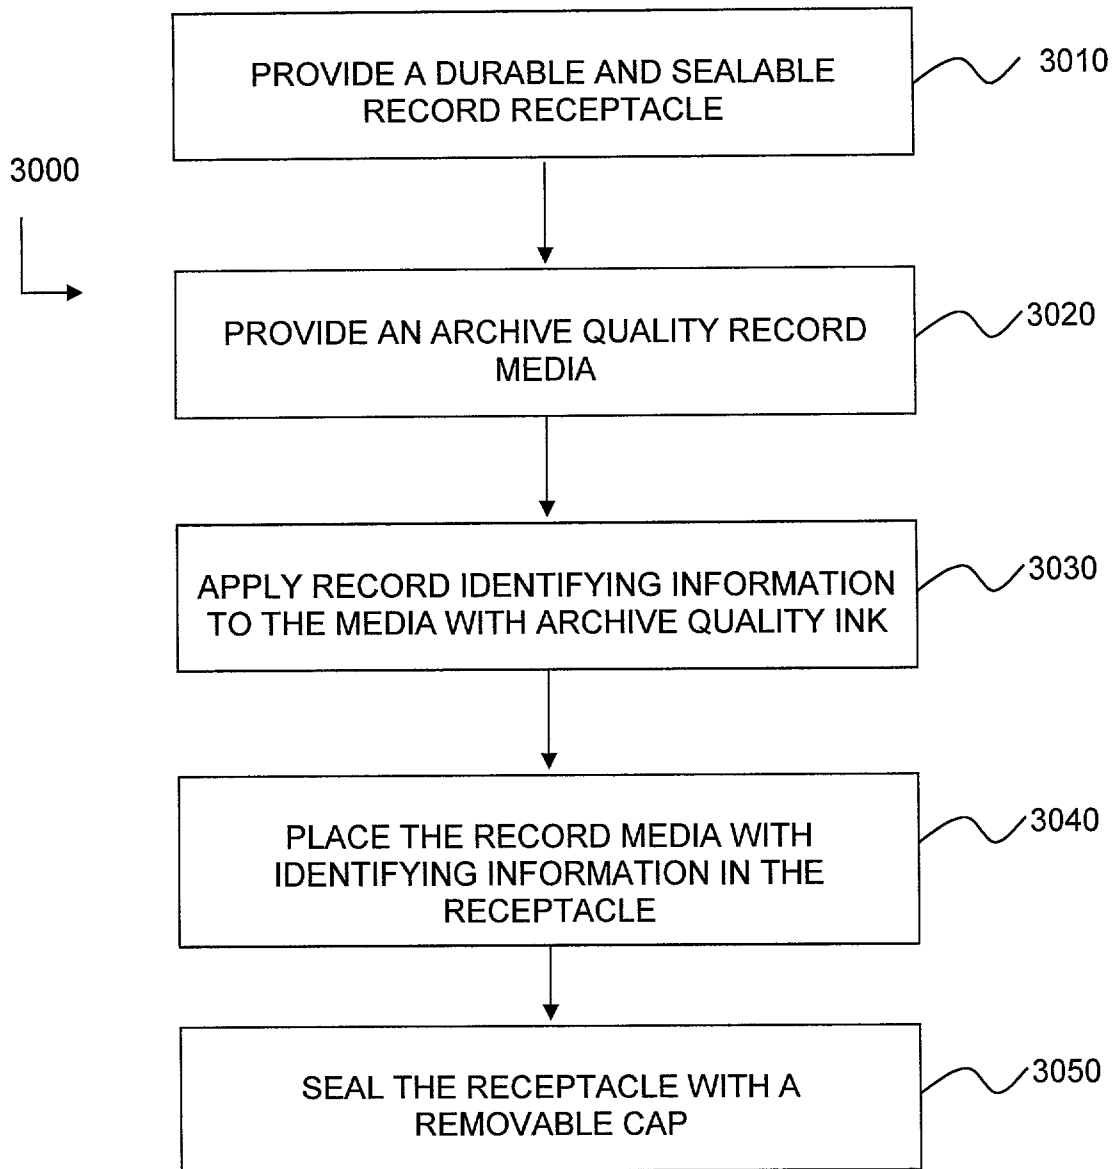 PROVIDE A DURABLE AND SEALABLE
RECORD RECEPTACLE
3010
3000
PROVIDE AN ARCHIVE QUALITY RECORD
MEDIA
3020
APPLY RECORD IDENTIFYING INFORMATION
TO THE MEDIA WITH ARCHIVE QUALITY INK
3030
PLACE THE RECORD MEDIA WITH
IDENTIFYING INFORMATION IN THE
RECEPTACLE
3040
SEAL THE RECEPTACLE WITH A
REMOVABLE CAP
3050